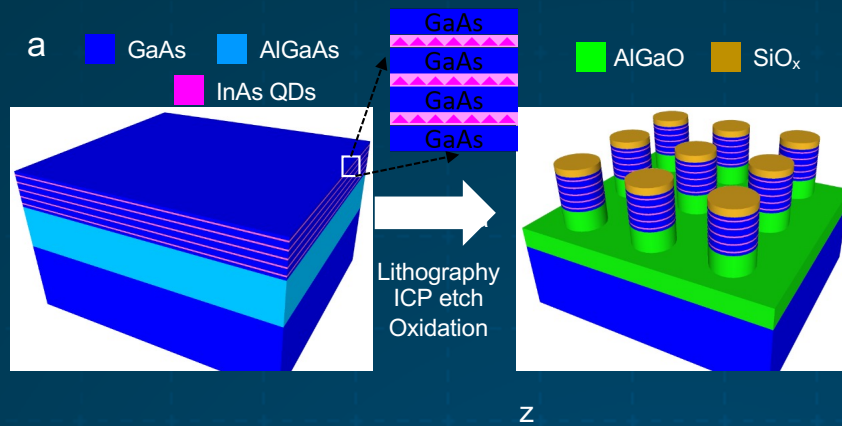 a
GaAs
AlGaAs
InAs QDs
GaAs
GaAs
GaAs
GaAs
AlGaO
SiOₓ
Lithography
ICP etch
Oxidation
z